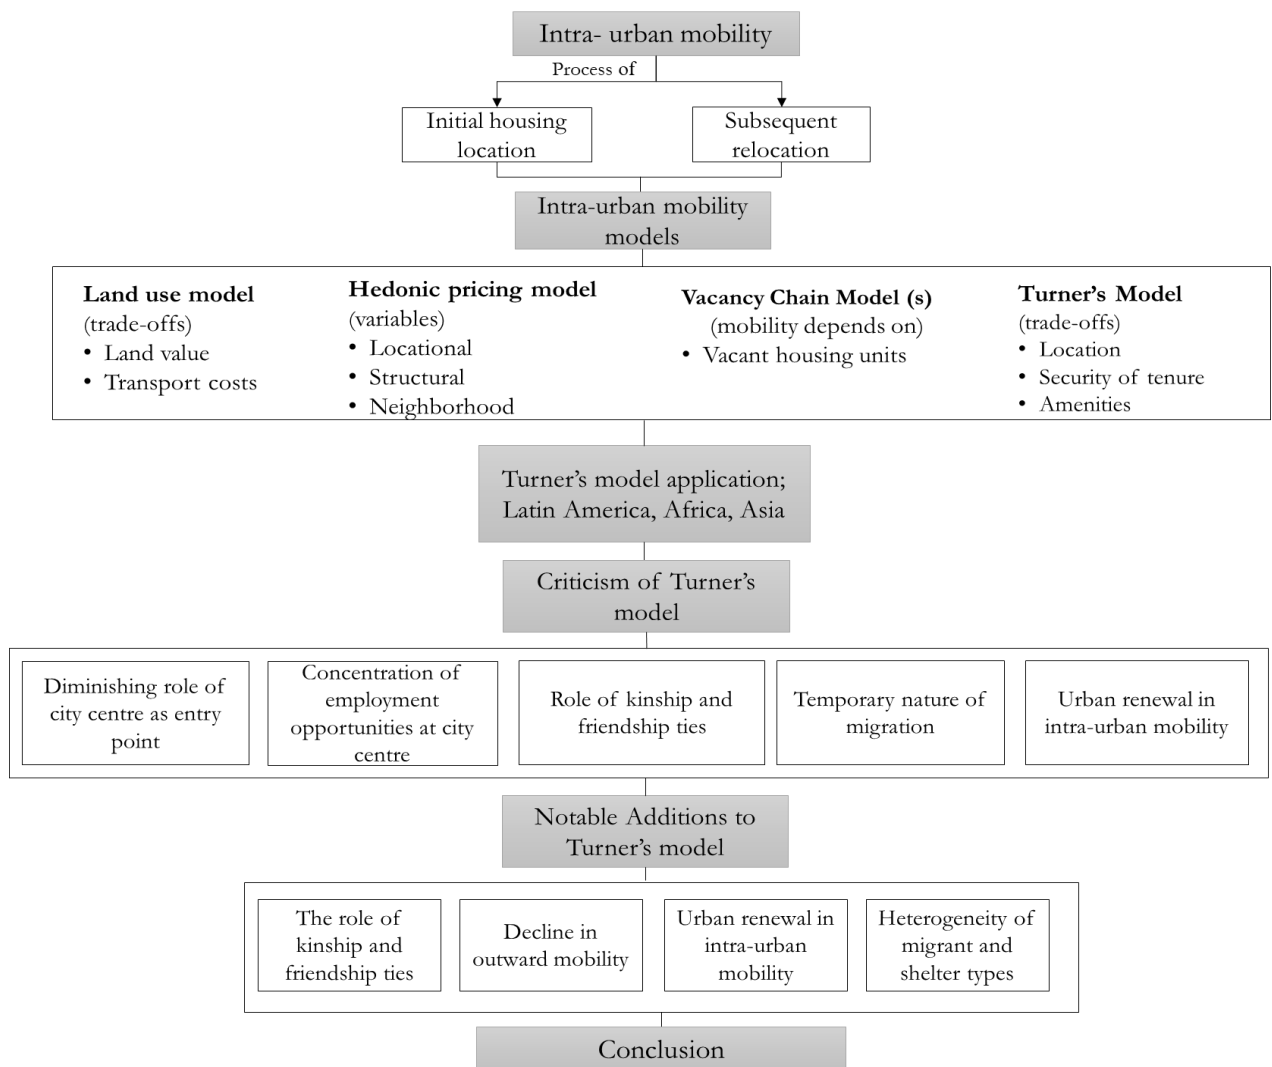 Intra- urban mobility
Process of
Initial housing
location
Subsequent
relocation
Intra-urban mobility
models
Land use model
(trade-offs)
• Land value
• Transport costs
Hedonic pricing model
(variables)
• Locational
• Structural
• Neighborhood
Vacancy Chain Model (s)
(mobility depends on)
• Vacant housing units
Turner’s Model
(trade-offs)
• Location
• Security of tenure
• Amenities
Turner’s model application;
Latin America, Africa, Asia
Criticism of Turner’s
model
Diminishing role of
city centre as entry
point
Concentration of
employment
opportunities at city
centre
Role of kinship and
friendship ties
Temporary nature of
migration
Urban renewal in
intra-urban mobility
Notable Additions to
Turner’s model
The role of
kinship and
friendship ties
Decline in
outward mobility
Urban renewal in
intra-urban
mobility
Heterogeneity of
migrant and
shelter types
Conclusion